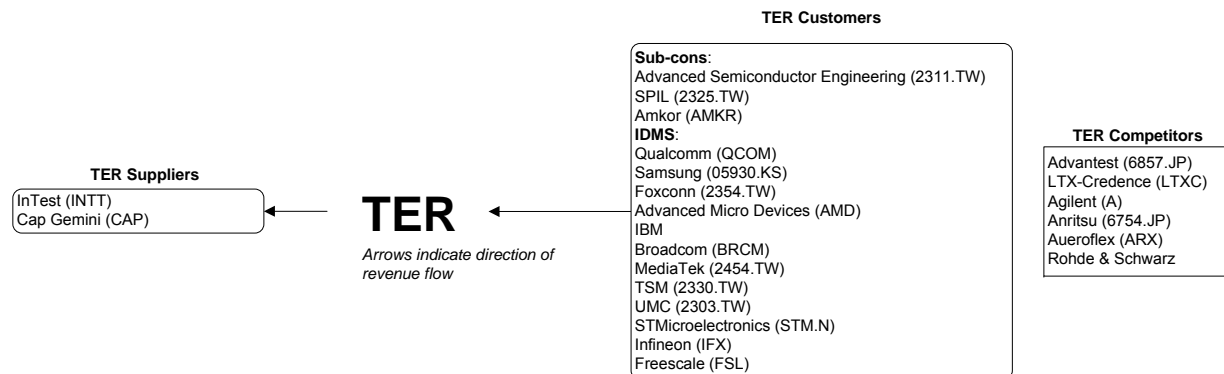 TER Customers
Sub-cons:
Advanced Semiconductor Engineering (2311.TW)
SPIL (2325.TW)
Amkor (AMKR)
IDMS:
Qualcomm (QCOM)
Samsung (05930.KS)
Foxconn (2354.TW)
Advanced Micro Devices (AMD)
IBM
Broadcom (BRCM)
MediaTek (2454.TW)
TSM (2330.TW)
UMC (2303.TW)
STMicroelectronics (STM.N)
Infineon (IFX)
Freescale (FSL)
TER Suppliers
InTest (INTT)
Cap Gemini (CAP)
TER
Arrows indicate direction of
revenue flow
TER Competitors
Advantest (6857.JP)
LTX-Credence (LTXC)
Agilent (A)
Anritsu (6754.JP)
Aueroflex (ARX)
Rohde & Schwarz